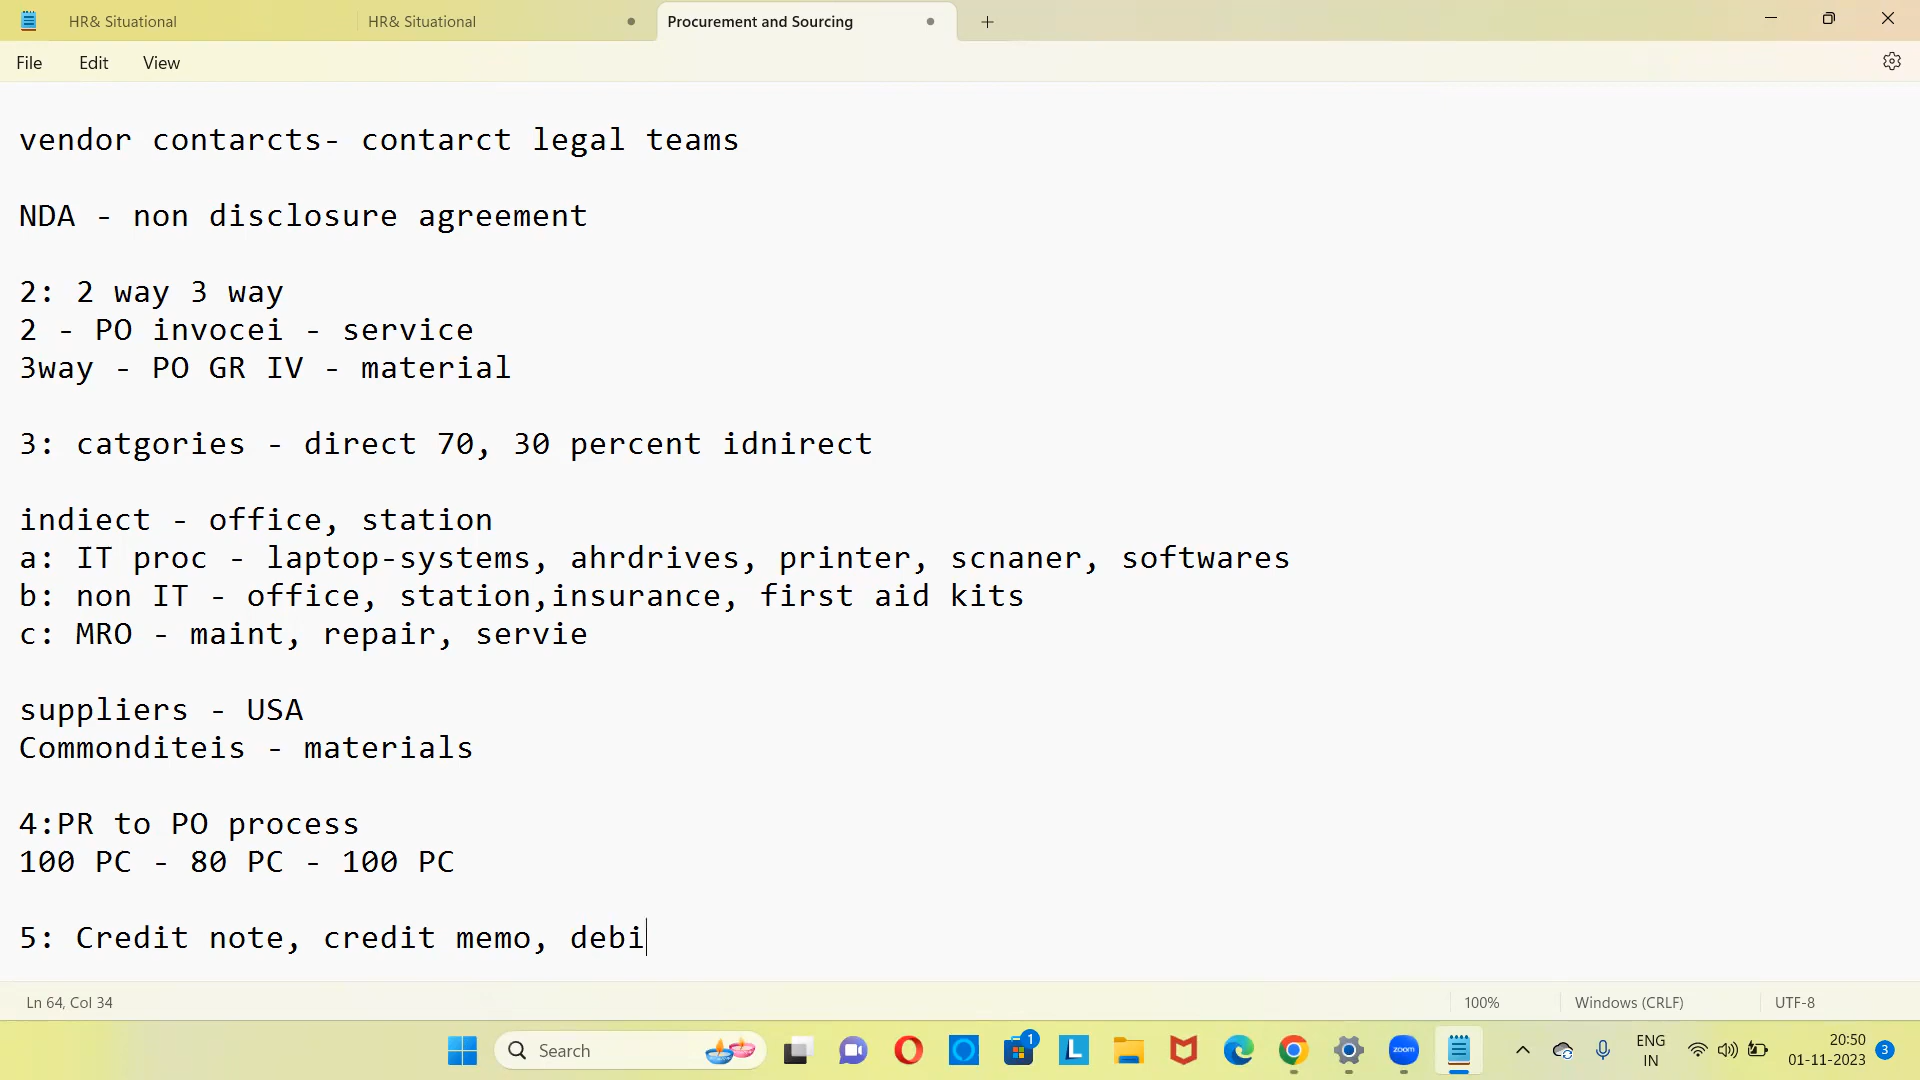 HR& Situational
HR& Situational
Procurement and Sourcing
File Edit View
vendor contarcts- contarct legal teams
NDA - non disclosure agreement
2: 2 way 3 way
2 - PO invocei - service
3way - PO GR IV - material
3: catgories - direct 70, 30 percent idnirect
indiect - office, station
a: IT proc - laptop-systems, ahrdrives, printer, scnaner, softwares
b: non IT - office, station,insurance, first aid kits
c: MRO - maint, repair, servie
suppliers - USA
Commonditeis - materials
4:PR to PO process
100 PC - 80 PC - 100 PC
5: Credit note, credit memo, debi
Ln 64, Col 34
100%
Windows (CRLF)
UTF-8
Search
1
L
zoom
ENG
IN
20:50
01-11-2023
3